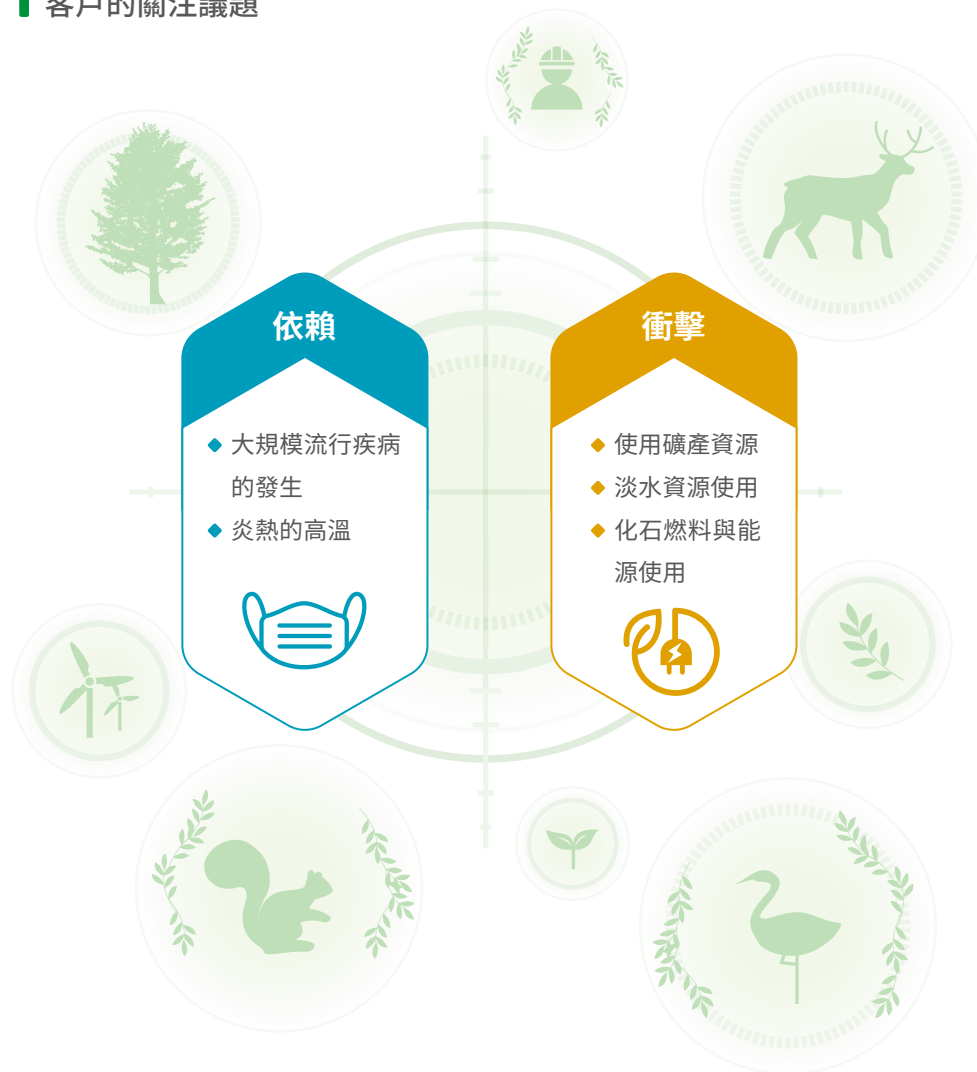 客戶的關注議題
依賴
大規模流行疾病
的發生
炎熱的高溫
衝擊
使用礦產資源
淡水資源使用
化石燃料與能
源使用